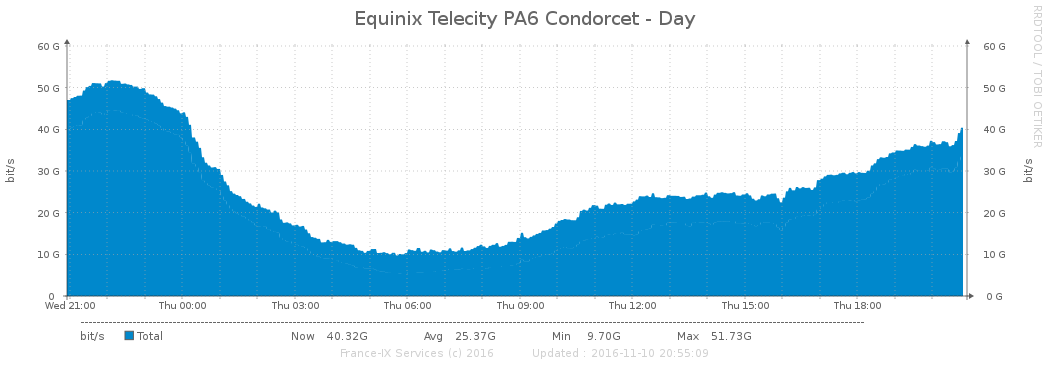 Equinix Telecity PA6 Condorcet - Day
RRDTOOL / TOBI OETIKER
60 G 60 G
50 G 50 G
40 G 40 G
30 G 30 G
20 G 20 G
10 G 10 G
0 0 G
bit/s bit/s
Wed 21:00 Thu 00:00 Thu 03:00 Thu 06:00 Thu 09:00 Thu 12:00 Thu 15:00 Thu 18:00
bit/s Total Now 40.32G Avg 25.37G Min 9.70G Max 51.73G
France-IX Services (c) 2016 Updated : 2016-11-10 20:55:09